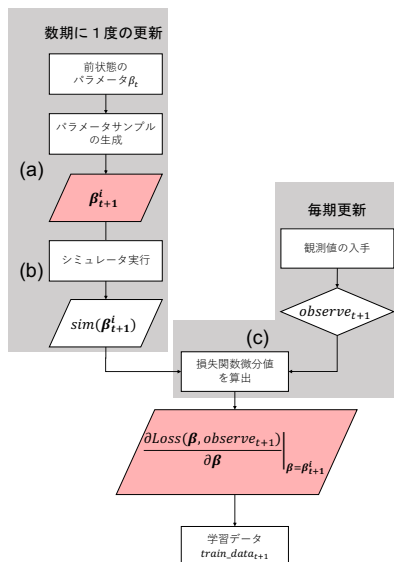 数期に１度の更新
前状態の
パラメータβ_t
パラメータサンプル
の生成
(a)
β^i_{t+1}
(b)
シミュレータ実行
sim(β^i_{t+1})
毎期更新
観測値の入手
observe_{t+1}
(c)
損失関数微分値
を算出
∂Loss(β, observe_{t+1})
∂β
|_{β=β^i_{t+1}}
学習データ
train_data_{t+1}